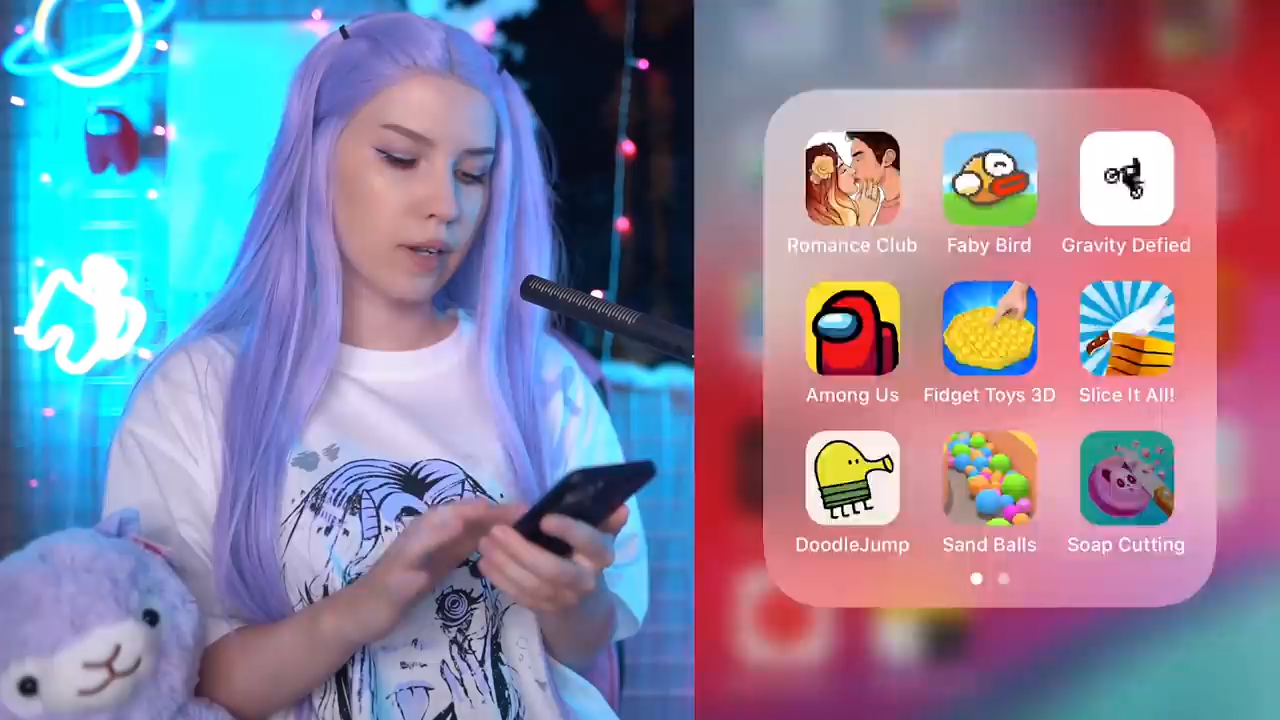 Romance Club
Faby Bird
Gravity Defied
Among Us
Fidget Toys 3D
Slice It All!
DoodleJump
Sand Balls
Soap Cutting